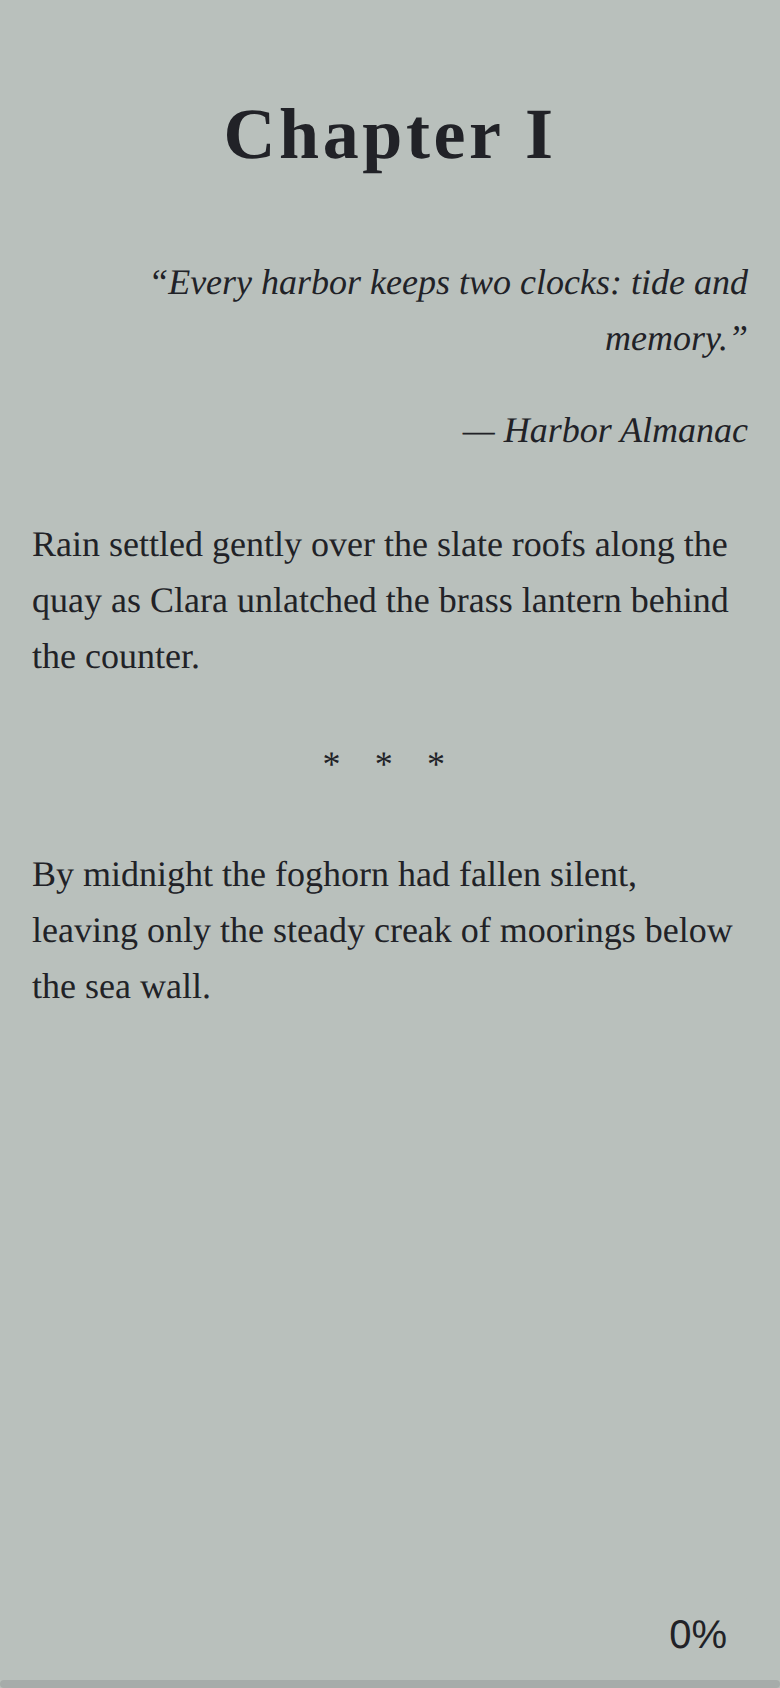 Chapter I
“Every harbor keeps two clocks: tide and
memory.”
— Harbor Almanac
Rain settled gently over the slate roofs along the
quay as Clara unlatched the brass lantern behind
the counter.
* * *
By midnight the foghorn had fallen silent,
leaving only the steady creak of moorings below
the sea wall.
0%